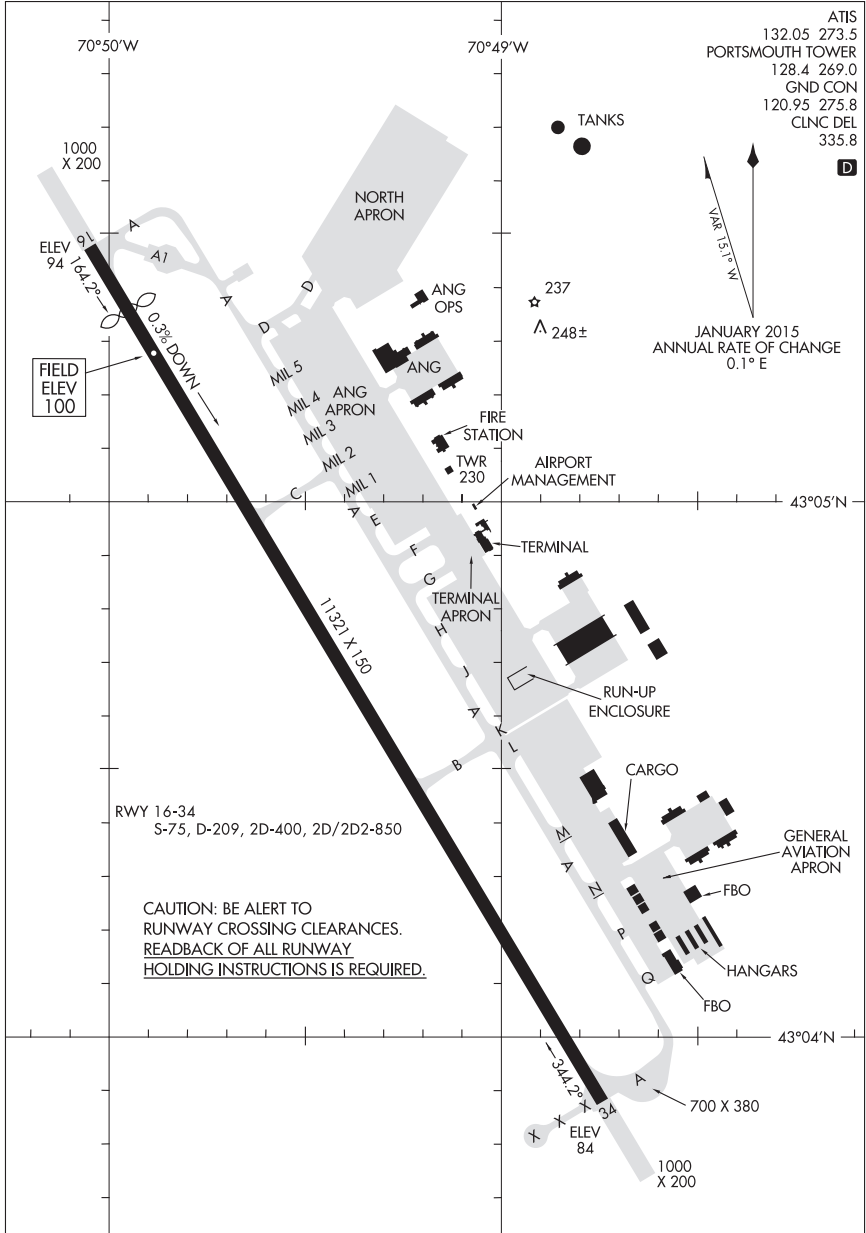 70°50'W
70°49'W
ATIS
132.05 273.5
PORTSMOUTH TOWER
128.4 269.0
GND CON
120.95 275.8
CLNC DEL
335.8
D
TANKS
1000
X 200
NORTH
APRON
VAR 15.1° W
A
16
ELEV
94
A1
164.2°
A
D
D
ANG
OPS
237
248±
JANUARY 2015
ANNUAL RATE OF CHANGE
0.1° E
0.3% DOWN
FIELD
ELEV
100
MIL 5
MIL 4
MIL 3
MIL 2
MIL 1
ANG
APRON
ANG
FIRE
STATION
TWR
230
AIRPORT
MANAGEMENT
C
43°05'N
A
E
F
G
TERMINAL
TERMINAL
APRON
11321 X 150
H
J
A
RUN-UP
ENCLOSURE
K
L
B
CARGO
RWY 16-34
S-75, D-209, 2D-400, 2D/2D2-850
M
A
N
GENERAL
AVIATION
APRON
FBO
CAUTION: BE ALERT TO
RUNWAY CROSSING CLEARANCES.
READBACK OF ALL RUNWAY
HOLDING INSTRUCTIONS IS REQUIRED.
P
Q
HANGARS
FBO
43°04'N
344.2°
A
700 X 380
34
X X X
ELEV
84
1000
X 200